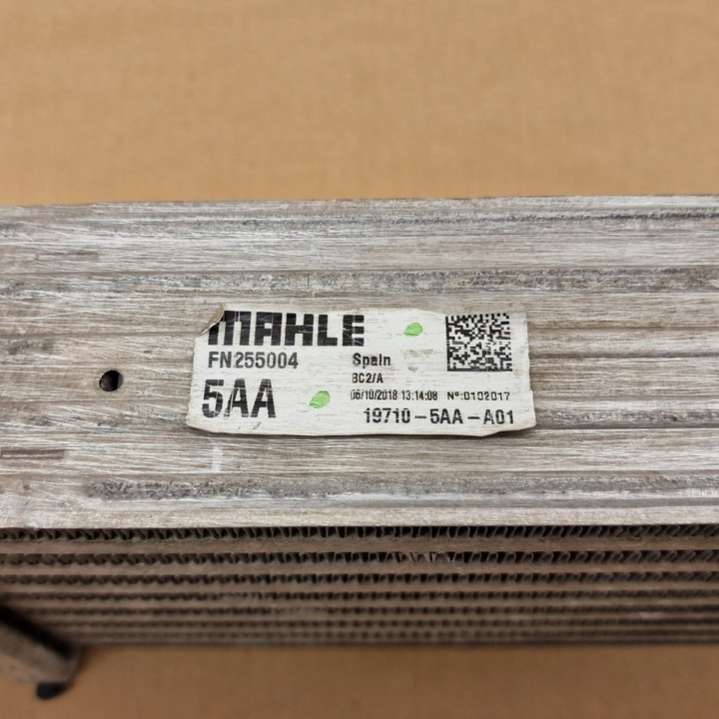 MAHLE
FN255004 Spain
BC2/A
5AA 06/10/2018 13:14:08 Nº:0102017
19710-5AA-A01